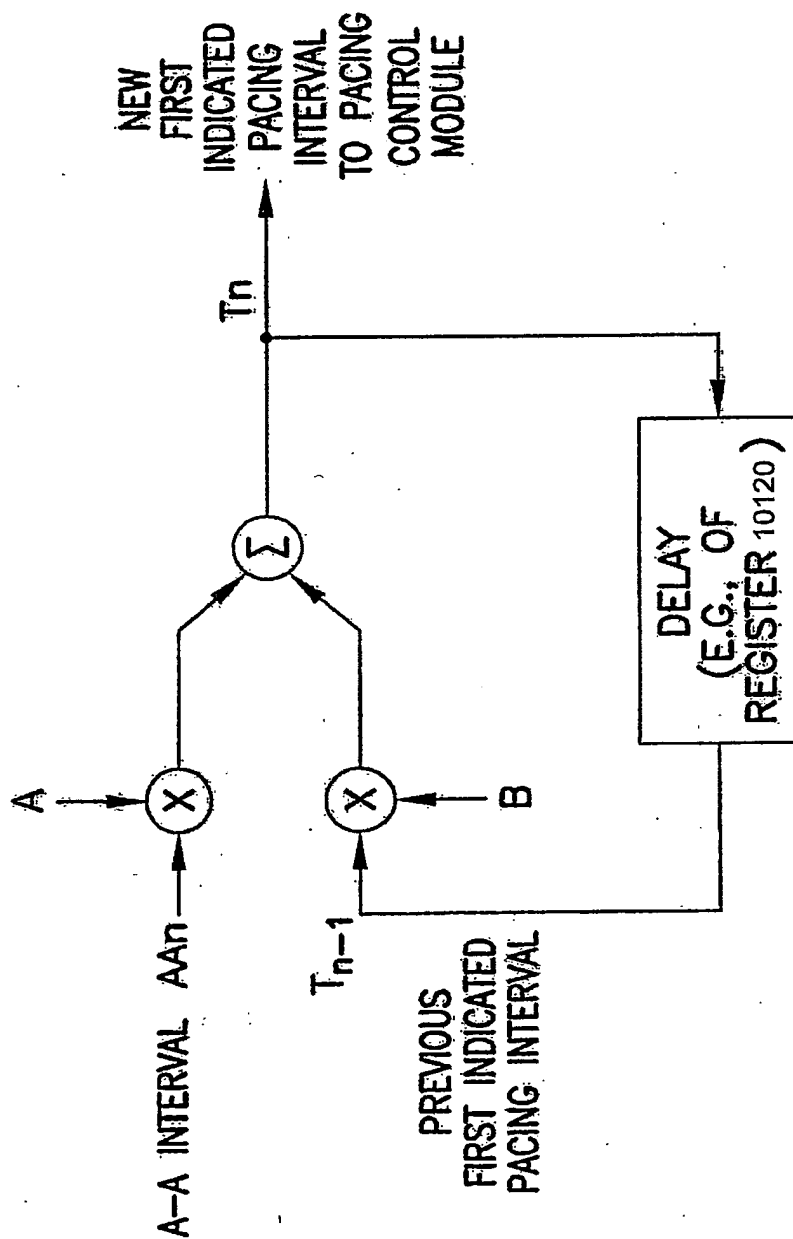 A-A INTERVAL AAn
A
X
Tn-1
PREVIOUS
FIRST INDICATED
PACING INTERVAL
X
B
Σ
Tn
NEW
FIRST
INDICATED
PACING
INTERVAL
TO PACING
CONTROL
MODULE
DELAY
(E.G., OF
REGISTER 10120)